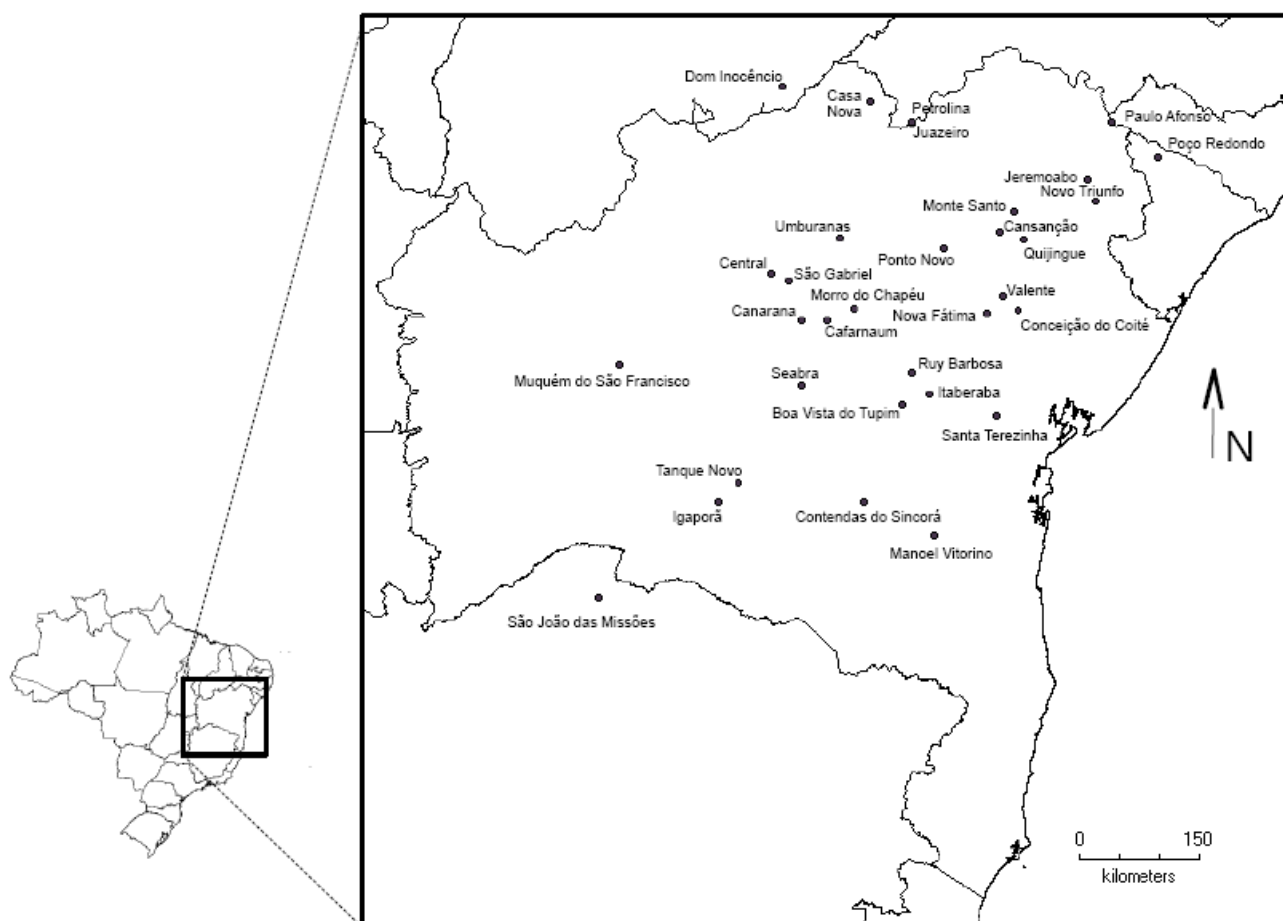 Dom Inocêncio
Casa
Nova
Petrolina
Juazeiro
Paulo Afonso
Poço Redondo
Jeremoabo
Novo Triunfo
Monte Santo
Cansanção
Quijingue
Umburanas
Ponto Novo
Central
São Gabriel
Morro do Chapéu
Valente
Canarana
Cafarnaum
Nova Fátima
Conceição do Coité
Muquém do São Francisco
Seabra
Ruy Barbosa
Itaberaba
Boa Vista do Tupim
Santa Terezinha
N
Tanque Novo
Igaporã
Contendas do Sincorá
Manoel Vitorino
São João das Missões
0 150
kilometers